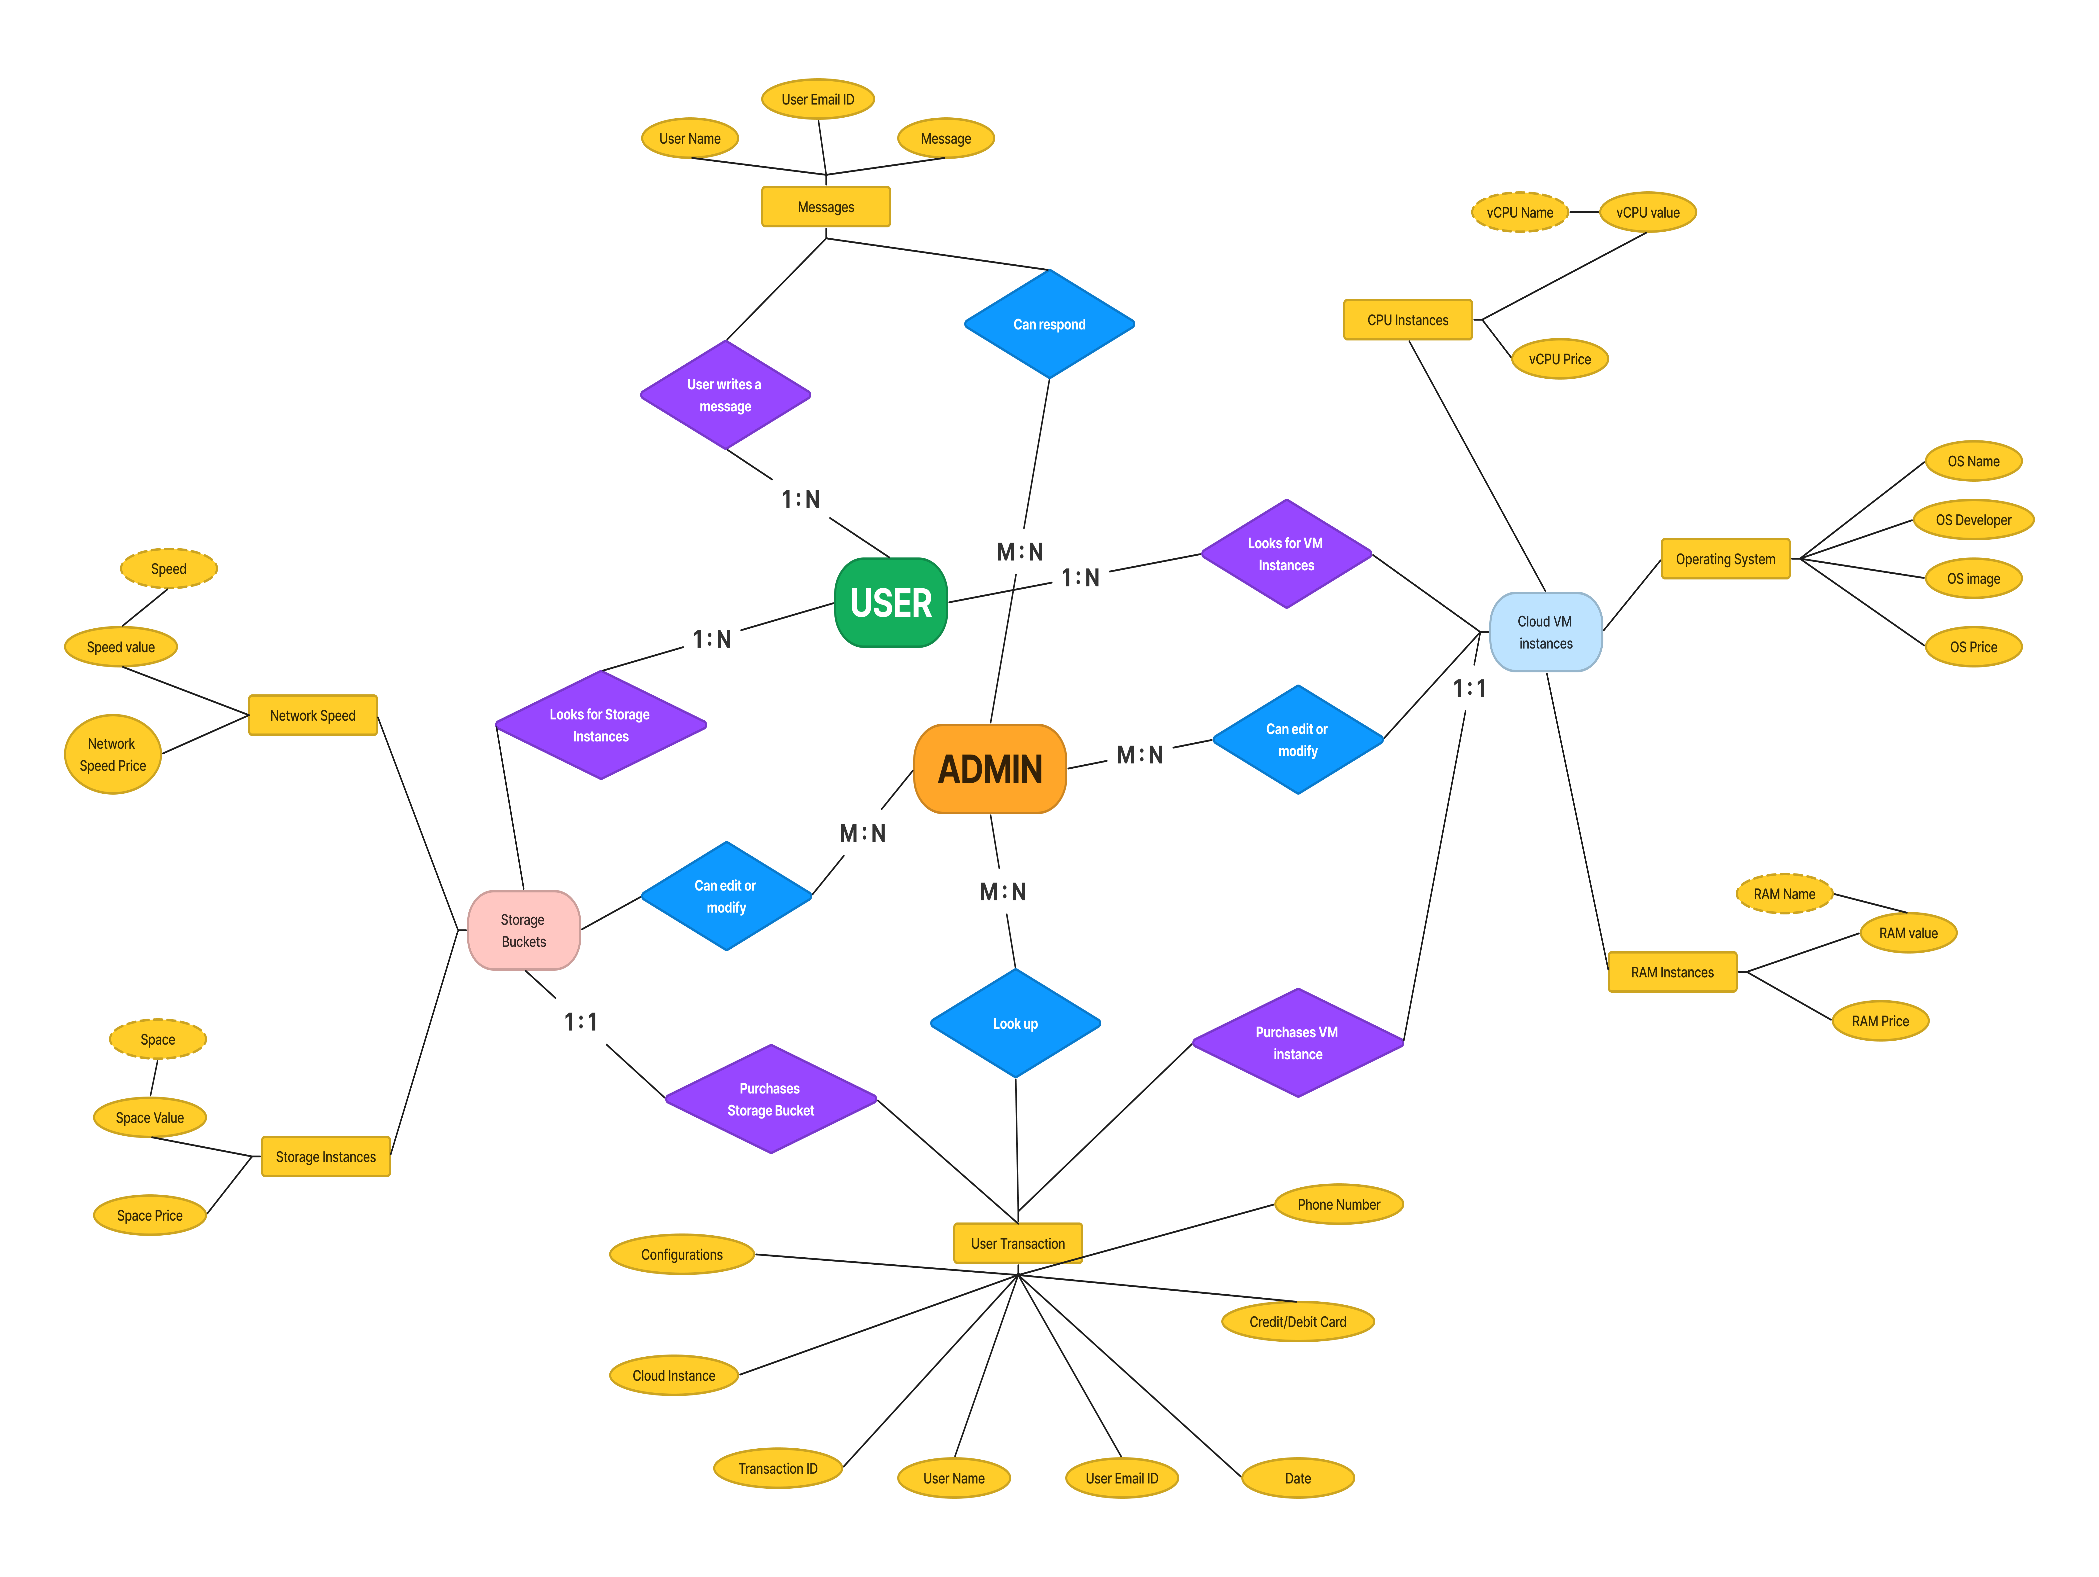 User Email ID
User Name
Message
Messages
vCPU Name
vCPU value
Can respond
CPU Instances
vCPU Price
User writes a
message
OS Name
1:N
OS Developer
Looks for VM
Instances
M:N
Operating System
Speed
1:N
OS image
USER
Cloud VM
instances
1:N
Speed value
OS Price
1:1
Looks for Storage
Instances
Network Speed
Can edit or
modify
Network
Speed Price
M:N
ADMIN
M:N
Can edit or
modify
M:N
RAM Name
Storage
Buckets
RAM value
RAM Instances
1:1
Look up
RAM Price
Space
Purchases VM
instance
Purchases
Storage Bucket
Space Value
Storage Instances
Space Price
Phone Number
User Transaction
Configurations
Credit/Debit Card
Cloud Instance
Transaction ID
User Name
User Email ID
Date